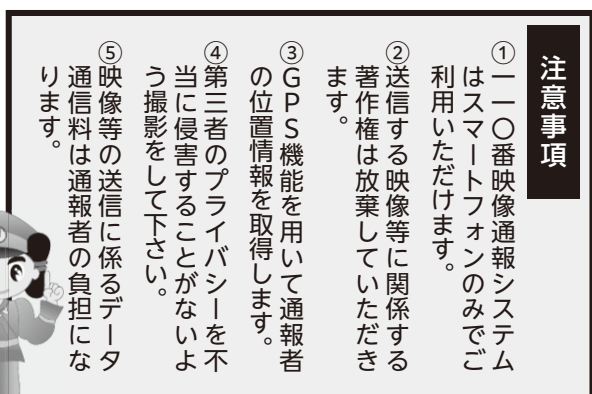 注意事項
①一一〇番映像通報システム
はスマートフォンのみでご
利用いただけます。
②送信する映像等に関係する
著作権は放棄していただき
ます。
③GPS機能を用いて通報者
の位置情報を取得します。
④第三者のプライバシーを不
当に侵害することがないよ
う撮影をして下さい。
⑤映像等の送信に係るデータ
通信料は通報者の負担にな
ります。